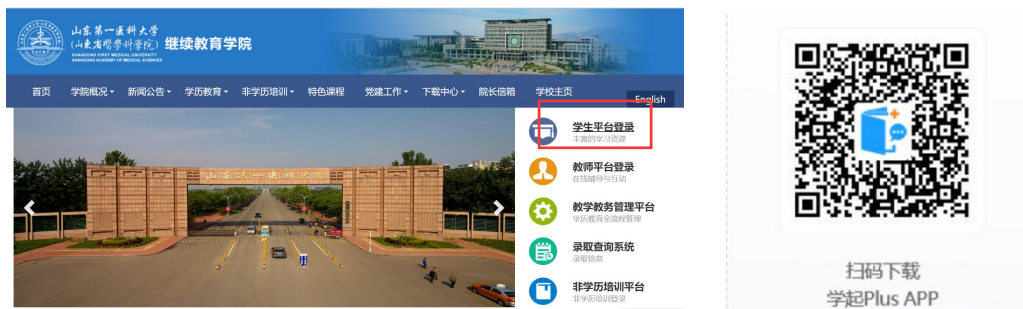 山东第一医科大学
(山东省医学科学院)
SHANDONG FIRST MEDICAL UNIVERSITY
SHANDONG ACADEMY OF MEDICAL SCIENCES
继续教育学院
首页 学院概况 新闻公告 学历教育 非学历培训 特色课程 党建工作 下载中心 院长信箱 学校主页
English
山东第一医科大学
学生平台登录
丰富的学习资源
教师平台登录
在线辅导与互动
教学教务管理平台
学历教育全流程管理
录取查询系统
录取信息
非学历培训平台
非学历培训登录
扫码下载
学起Plus APP